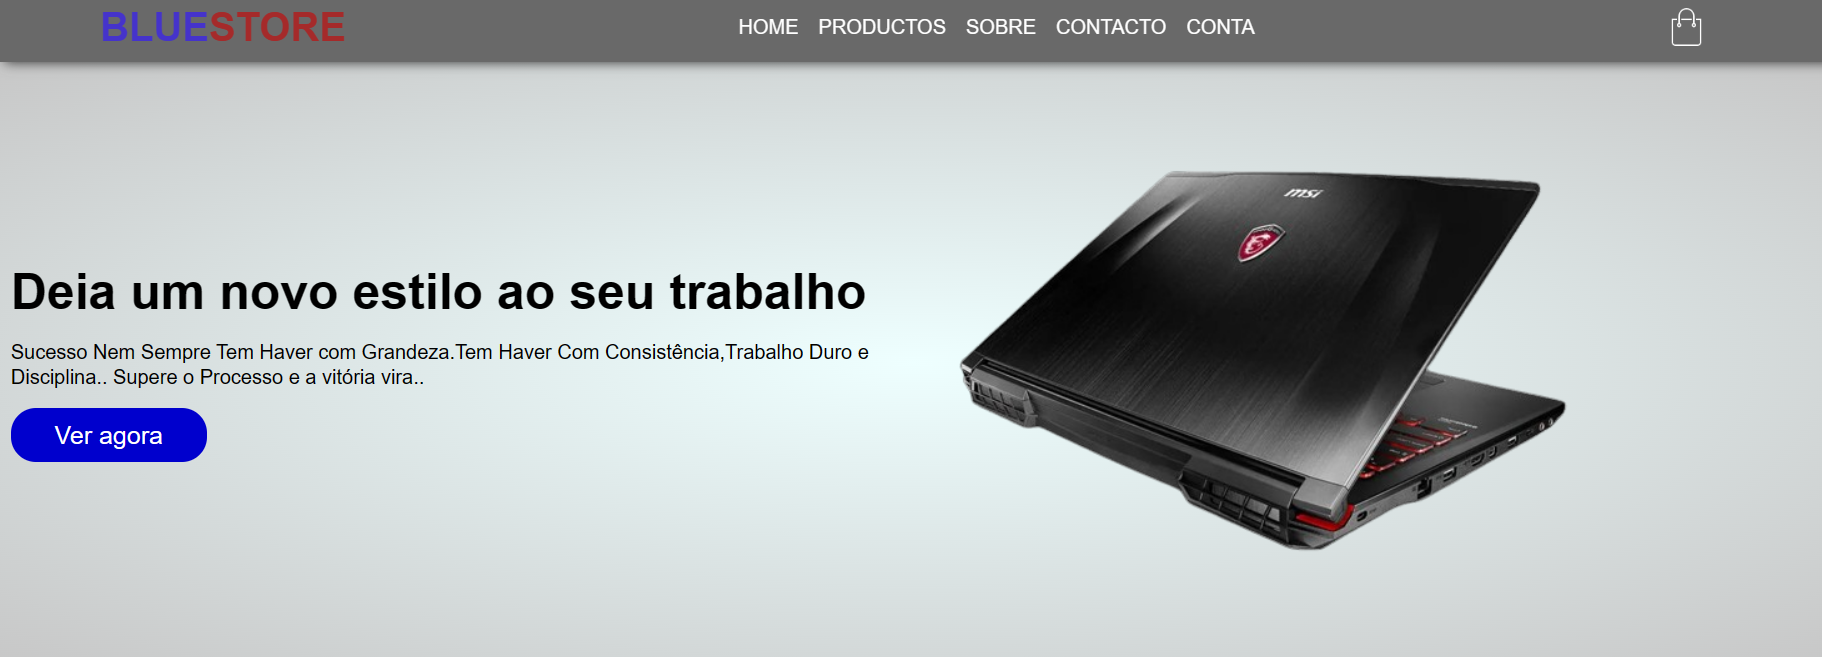 BLUESTORE
HOME PRODUCTOS SOBRE CONTACTO CONTA
msi
Deia um novo estilo ao seu trabalho
Sucesso Nem Sempre Tem Haver com Grandeza.Tem Haver Com Consistência,Trabalho Duro e
Disciplina.. Supere o Processo e a vitória vira..
Ver agora